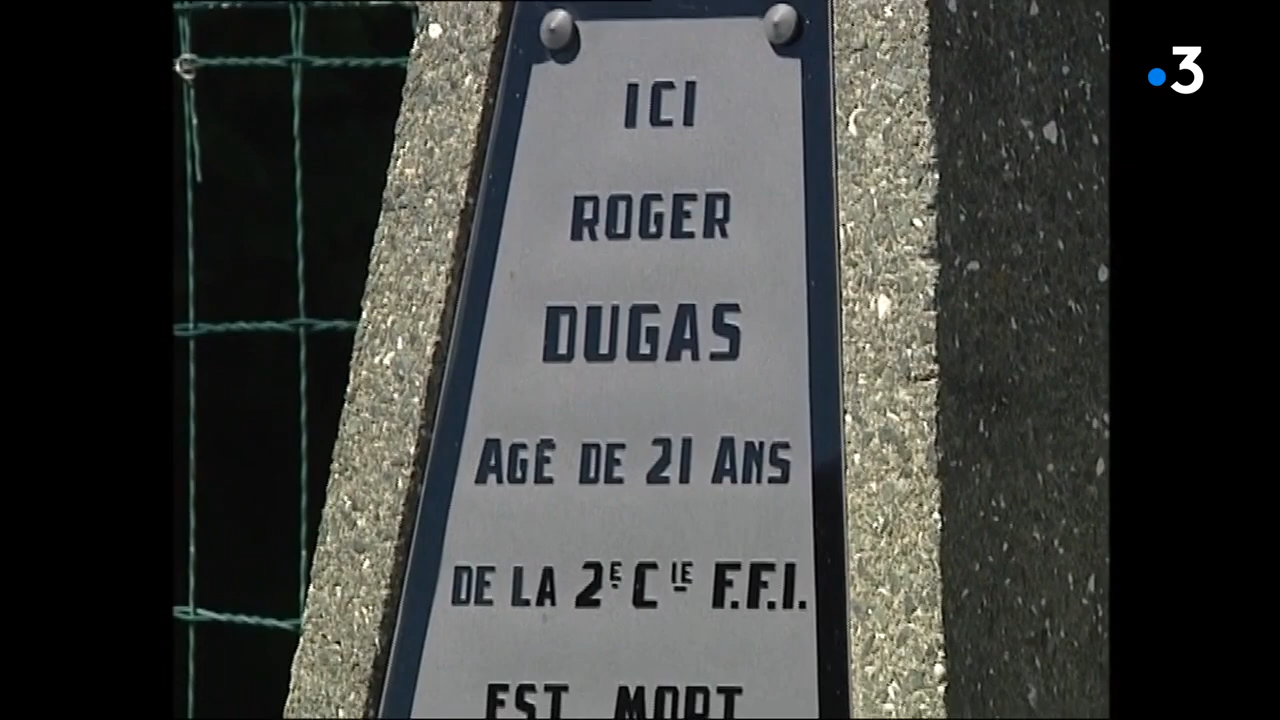 3
ICI
ROGER
DUGAS
AGÉ DE 21 ANS
DE LA 2E CIE F.F.I.
EST MORT